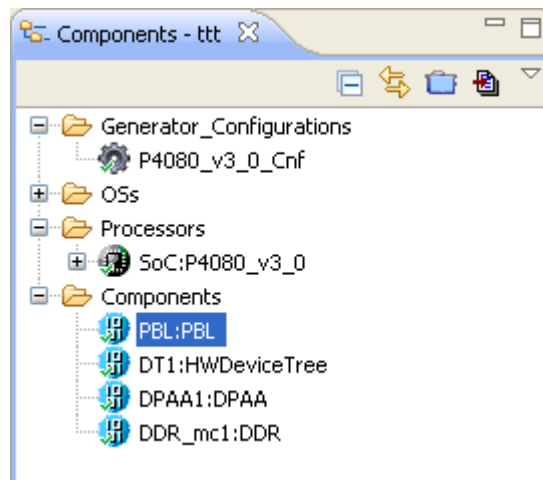 Components - ttt
Generator_Configurations
P4080_v3_0_Cnf
OSs
Processors
SoC:P4080_v3_0
Components
PBL:PBL
DT1:HWDeviceTree
DPAA1:DPAA
DDR_mc1:DDR